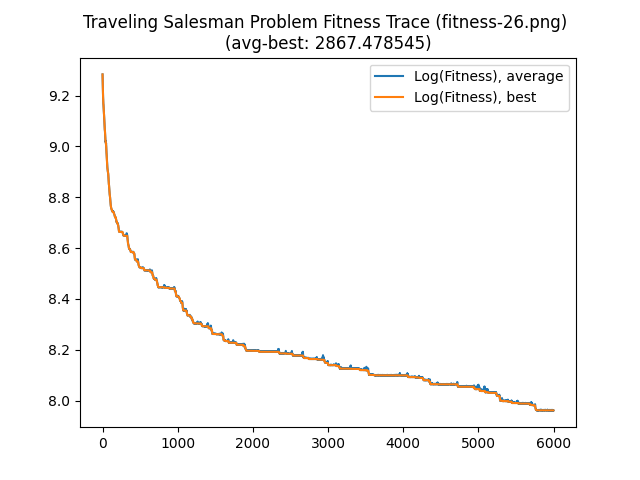 Traveling Salesman Problem Fitness Trace (fitness-26.png)
(avg-best: 2867.478545)
Log(Fitness), average
Log(Fitness), best
9.2
9.0
8.8
8.6
8.4
8.2
8.0
0 1000 2000 3000 4000 5000 6000